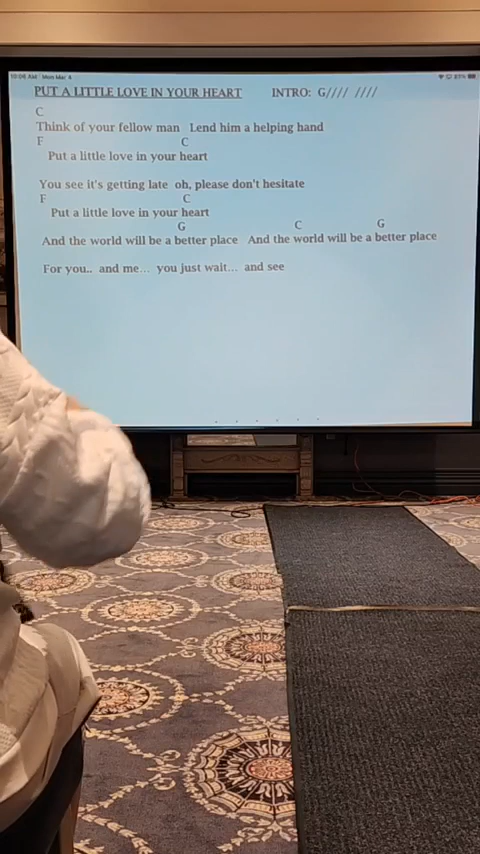 10:06 AM Mon Mar 4 89%
PUT A LITTLE LOVE IN YOUR HEART INTRO: G//// ////
C
Think of your fellow man Lend him a helping hand
F C
Put a little love in your heart
You see it's getting late oh, please don't hesitate
F C
Put a little love in your heart
G C G
And the world will be a better place And the world will be a better place
For you.. and me... you just wait... and see